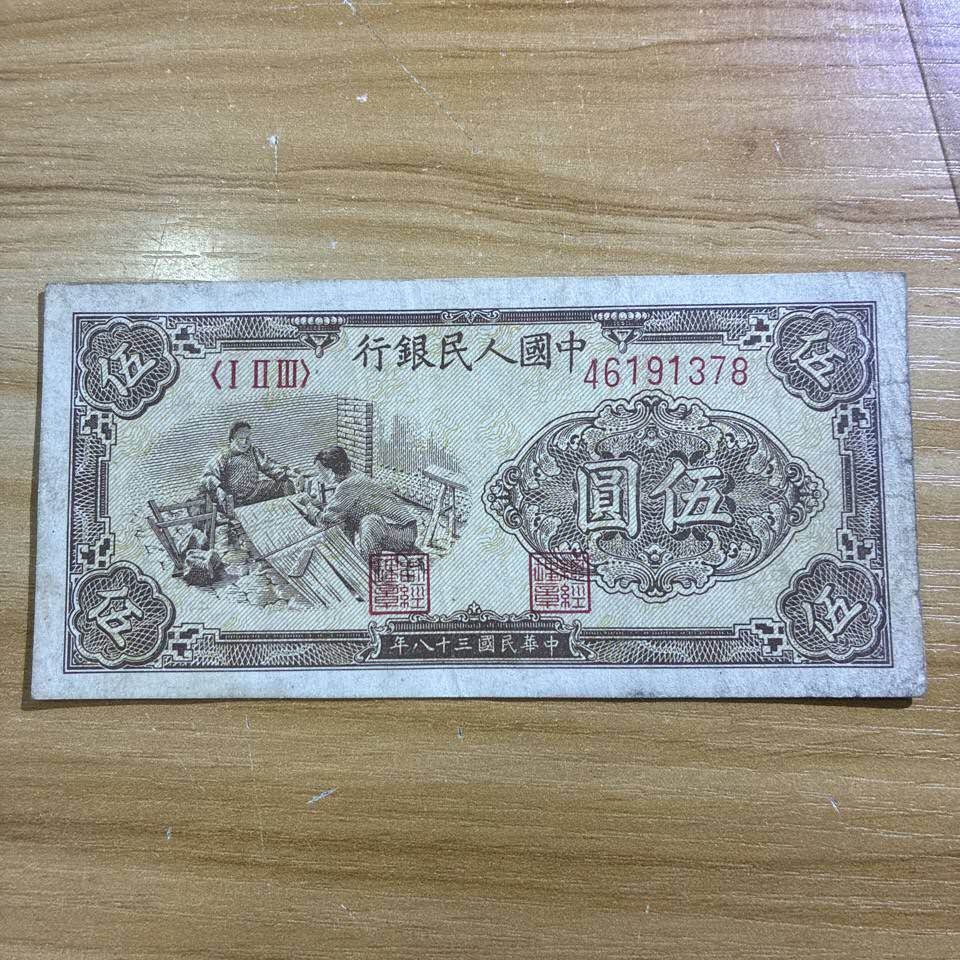 伍
伍
中國人民銀行
〈I II III〉
46191378
伍圓
伍
伍
中華民國三十八年